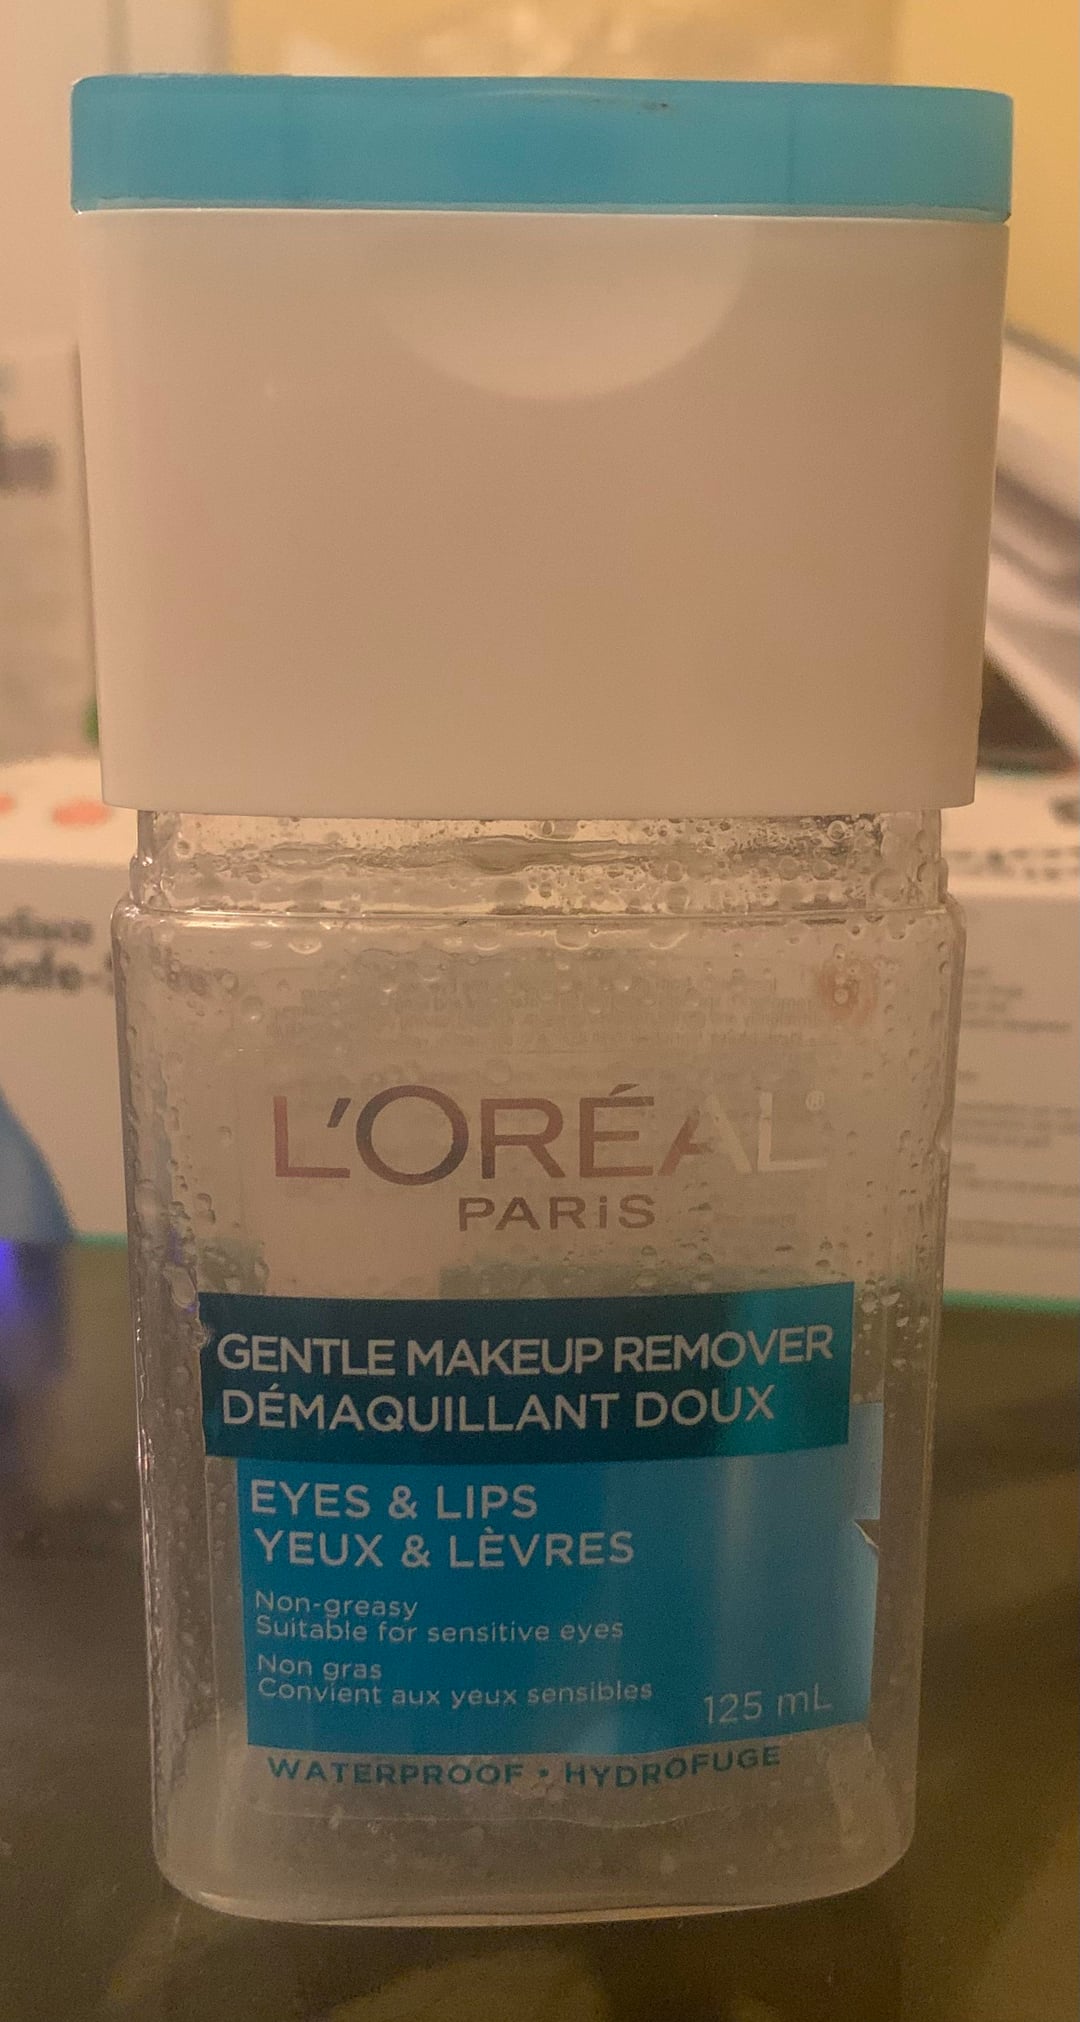 L'ORÉAL®
PARiS
GENTLE MAKEUP REMOVER
DÉMAQUILLANT DOUX
EYES & LIPS
YEUX & LÈVRES
Non-greasy
Suitable for sensitive eyes
Non gras
Convient aux yeux sensibles
125 mL
WATERPROOF • HYDROFUGE